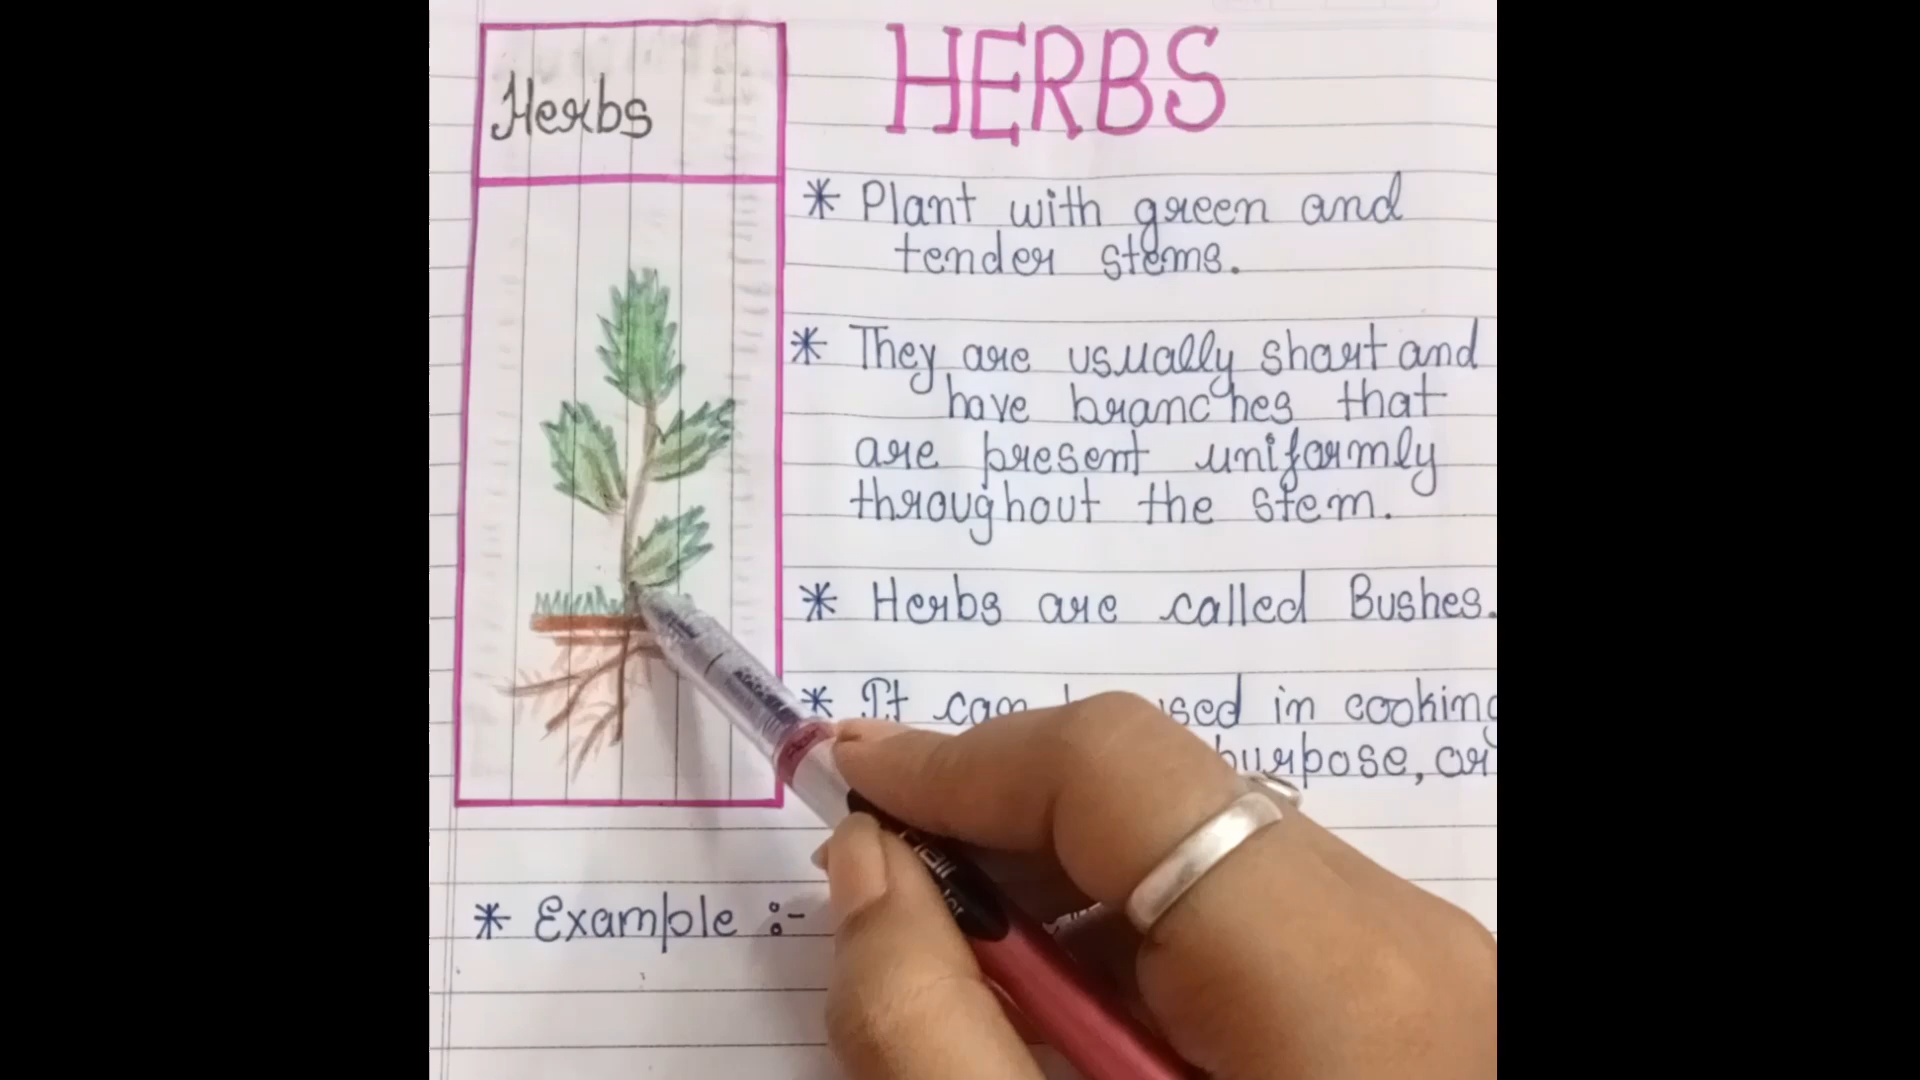 Herbs
HERBS
* Plant with green and
tender stems.
* They are usually short and
have branches that
are present uniformly
throughout the stem.
* Herbs are called Bushes.
* It can used in cooking
purpose, or
* Example :-